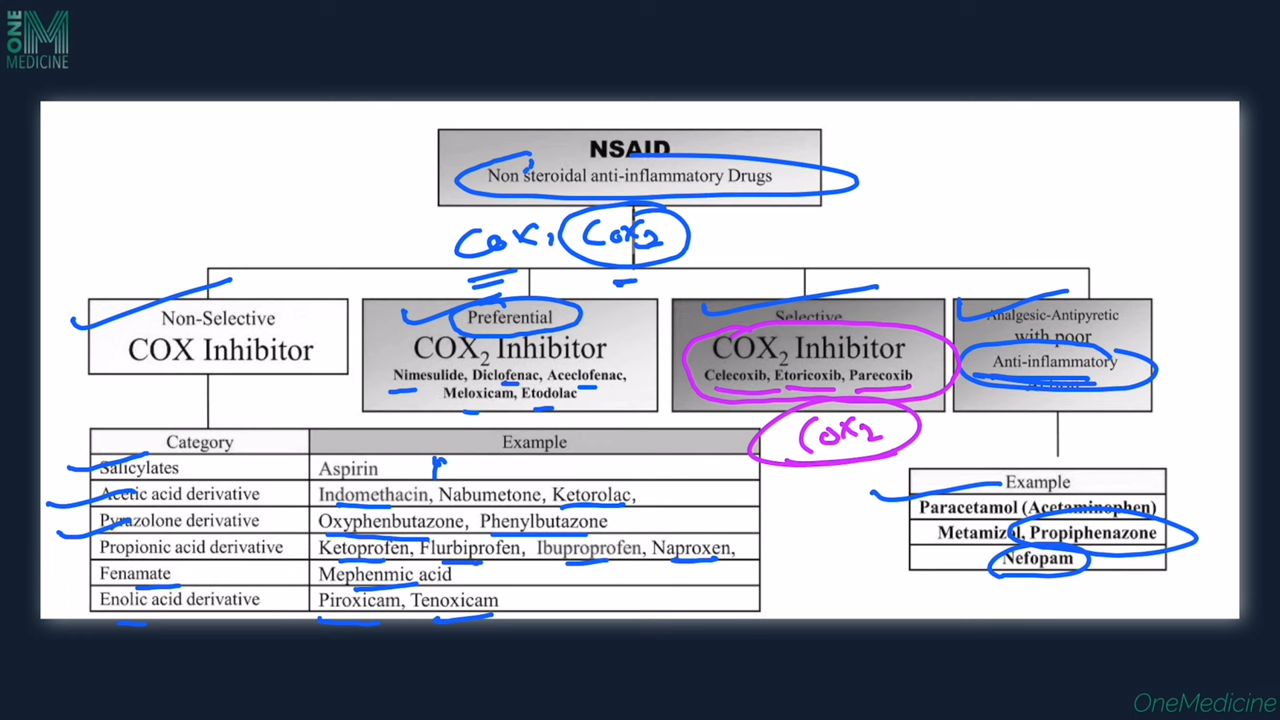 ONE
M
MEDICINE
NSAID
Non steroidal anti-inflammatory Drugs
COX1, COX2
Non-Selective
COX Inhibitor
Preferential
COX2 Inhibitor
Nimesulide, Diclofenac, Aceclofenac,
Meloxicam, Etodolac
Selective
COX2 Inhibitor
Celecoxib, Etoricoxib, Parecoxib
COX2
Analgesic-Antipyretic
with poor
Anti-inflammatory
Category Example
Salicylates Aspirin
Acetic acid derivative Indomethacin, Nabumetone, Ketorolac,
Pyrazolone derivative Oxyphenbutazone, Phenylbutazone
Propionic acid derivative Ketoprofen, Flurbiprofen, Ibuproprofen, Naproxen,
Fenamate Mephenmic acid
Enolic acid derivative Piroxicam, Tenoxicam
Example
Paracetamol (Acetaminophen)
Metamizol, Propiphenazone
Nefopam
OneMedicine